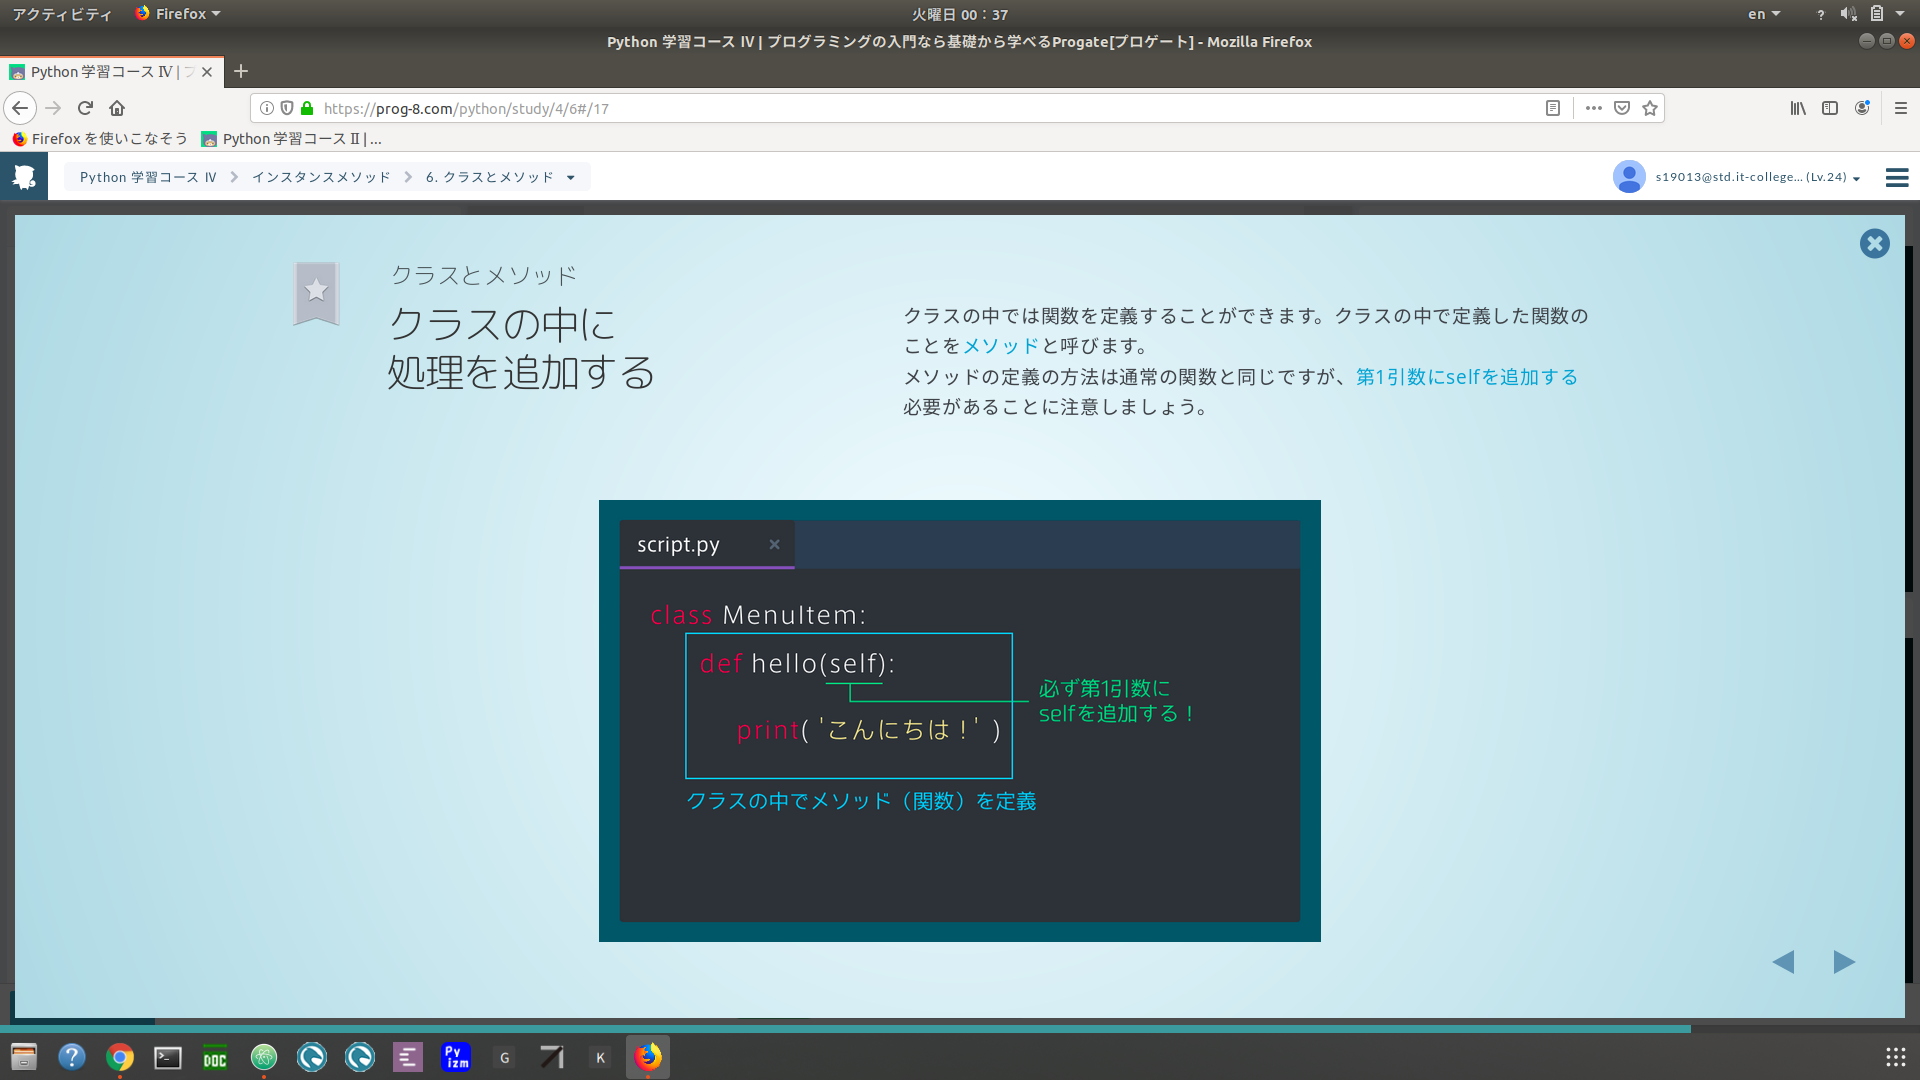 アクティビティ Firefox 火曜日 00：37 en
Python 学習コース Ⅳ | プログラミングの入門なら基礎から学べるProgate[プロゲート] - Mozilla Firefox
Python 学習コース Ⅳ |
https://prog-8.com/python/study/4/6#/17
Firefox を使いこなそう Python 学習コース Ⅱ | ...
Python 学習コース Ⅳ インスタンスメソッド 6. クラスとメソッド s19013@std.it-college... (Lv.24)
クラスとメソッド
クラスの中に
処理を追加する
クラスの中では関数を定義することができます。クラスの中で定義した関数の
ことをメソッドと呼びます。
メソッドの定義の方法は通常の関数と同じですが、第1引数にselfを追加する
必要があることに注意しましょう。
script.py
class MenuItem:
def hello(self):
必ず第1引数に
selfを追加する！
print( 'こんにちは！' )
クラスの中でメソッド（関数）を定義
DOC
Py
izm
G
K